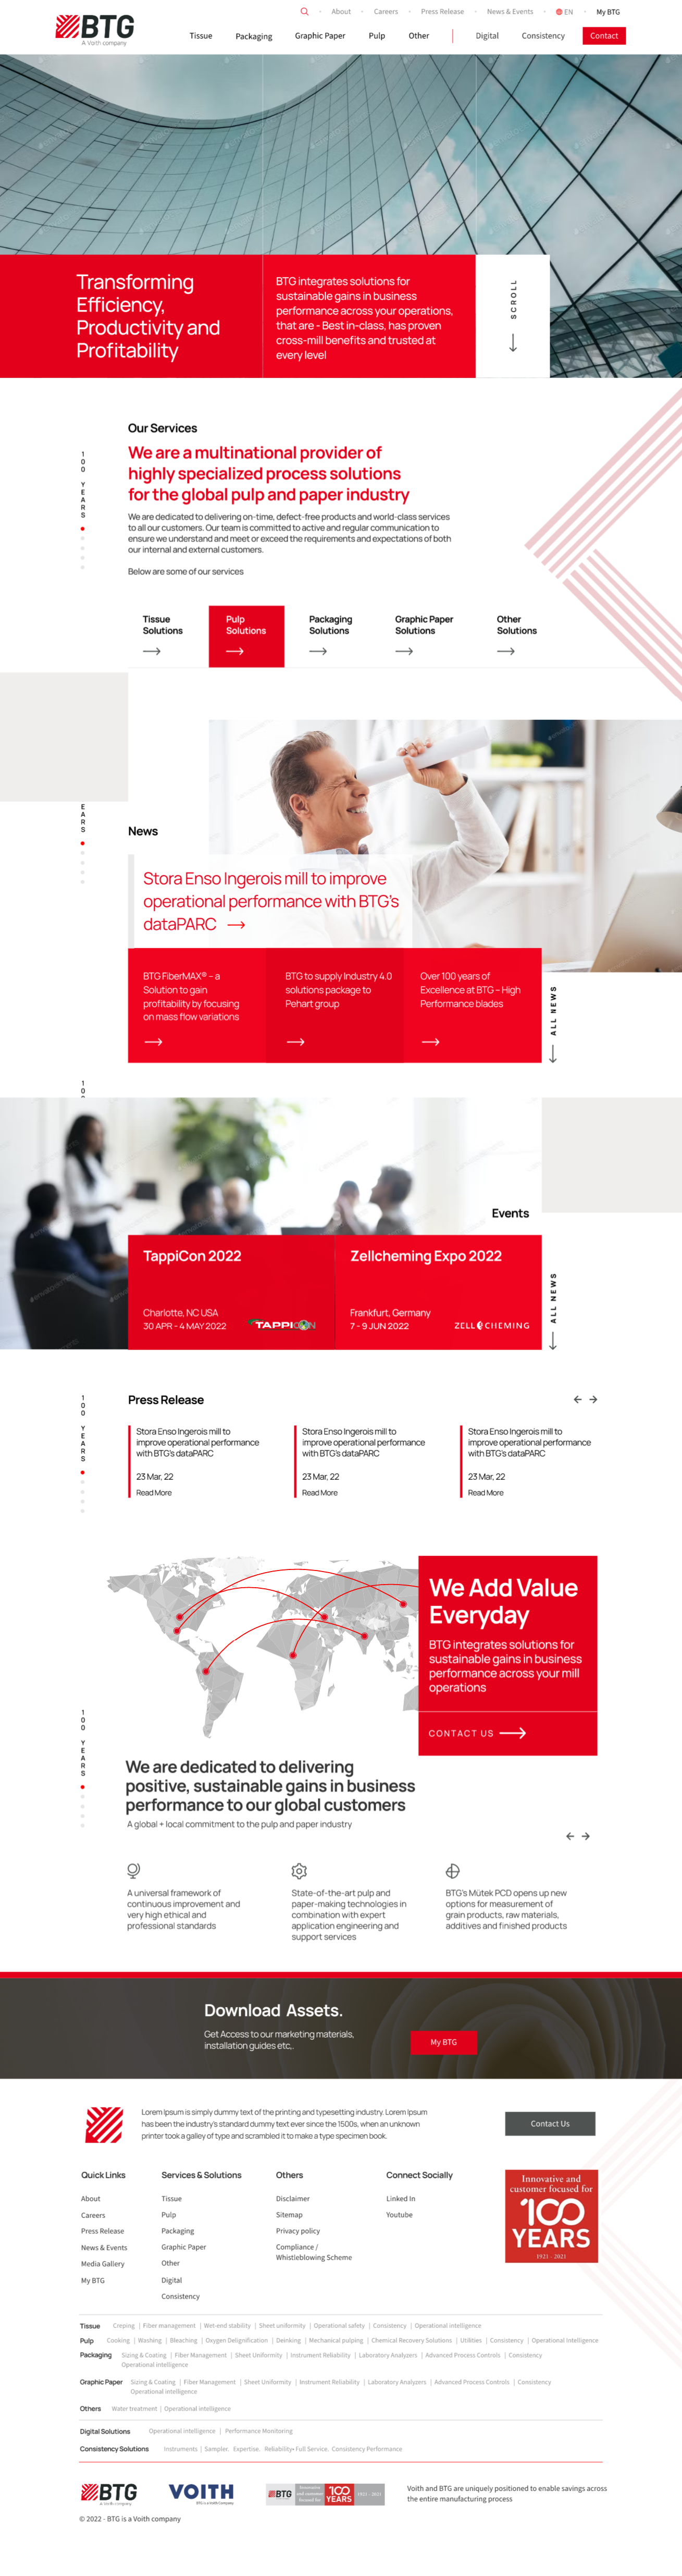 BTG
A Voith company
About
Careers
Press Release
News & Events
EN
My BTG
Tissue
Packaging
Graphic Paper
Pulp
Other
Digital
Consistency
Contact
Transforming
Efficiency,
Productivity and
Profitability
BTG integrates solutions for
sustainable gains in business
performance across your operations,
that are - Best in-class, has proven
cross-mill benefits and trusted at
every level
SCROLL
100 YEARS
Our Services
We are a multinational provider of
highly specialized process solutions
for the global pulp and paper industry
We are dedicated to delivering on-time, defect-free products and world-class services
to all our customers. Our team is committed to active and regular communication to
ensure we understand and meet or exceed the requirements and expectations of both
our internal and external customers.
Below are some of our services
Tissue
Solutions
Pulp
Solutions
Packaging
Solutions
Graphic Paper
Solutions
Other
Solutions
EARS
News
Stora Enso Ingerois mill to improve
operational performance with BTG's
dataPARC
BTG FiberMAX® – a
Solution to gain
profitability by focusing
on mass flow variations
BTG to supply Industry 4.0
solutions package to
Pehart group
Over 100 years of
Excellence at BTG – High
Performance blades
ALL NEWS
10
Events
TappiCon 2022
Charlotte, NC USA
30 APR - 4 MAY 2022
TAPPICON
Zellcheming Expo 2022
Frankfurt, Germany
7 - 9 JUN 2022
ZELLCHEMING
ALL NEWS
100 YEARS
Press Release
Stora Enso Ingerois mill to
improve operational performance
with BTG's dataPARC
23 Mar, 22
Read More
Stora Enso Ingerois mill to
improve operational performance
with BTG's dataPARC
23 Mar, 22
Read More
Stora Enso Ingerois mill to
improve operational performance
with BTG's dataPARC
23 Mar, 22
Read More
We Add Value
Everyday
BTG integrates solutions for
sustainable gains in business
performance across your mill
operations
CONTACT US
100 YEARS
We are dedicated to delivering
positive, sustainable gains in business
performance to our global customers
A global + local commitment to the pulp and paper industry
A universal framework of
continuous improvement and
very high ethical and
professional standards
State-of-the-art pulp and
paper-making technologies in
combination with expert
application engineering and
support services
BTG's Mütek PCD opens up new
options for measurement of
grain products, raw materials,
additives and finished products
Download Assets.
Get Access to our marketing materials,
installation guides etc,.
My BTG
Lorem Ipsum is simply dummy text of the printing and typesetting industry. Lorem Ipsum
has been the industry's standard dummy text ever since the 1500s, when an unknown
printer took a galley of type and scrambled it to make a type specimen book.
Contact Us
Quick Links
About
Careers
Press Release
News & Events
Media Gallery
My BTG
Services & Solutions
Tissue
Pulp
Packaging
Graphic Paper
Other
Digital
Consistency
Others
Disclaimer
Sitemap
Privacy policy
Compliance /
Whistleblowing Scheme
Connect Socially
Linked In
Youtube
Innovative and
customer focused for
100
YEARS
1921 - 2021
Tissue Creping | Fiber management | Wet-end stability | Sheet uniformity | Operational safety | Consistency | Operational intelligence
Pulp Cooking | Washing | Bleaching | Oxygen Delignification | Deinking | Mechanical pulping | Chemical Recovery Solutions | Utilities | Consistency | Operational Intelligence
Packaging Sizing & Coating | Fiber Management | Sheet Uniformity | Instrument Reliability | Laboratory Analyzers | Advanced Process Controls | Consistency
Operational intelligence
Graphic Paper Sizing & Coating | Fiber Management | Sheet Uniformity | Instrument Reliability | Laboratory Analyzers | Advanced Process Controls | Consistency
Operational intelligence
Others Water treatment | Operational intelligence
Digital Solutions Operational intelligence | Performance Monitoring
Consistency Solutions Instruments | Sampler. Expertise. Reliability• Full Service. Consistency Performance
BTG
A Voith company
VOITH
BTG is a Voith Company
BTG
Innovative
and customer
focused for
100
YEARS
1921 - 2021
Voith and BTG are uniquely positioned to enable savings across
the entire manufacturing process
© 2022 - BTG is a Voith company